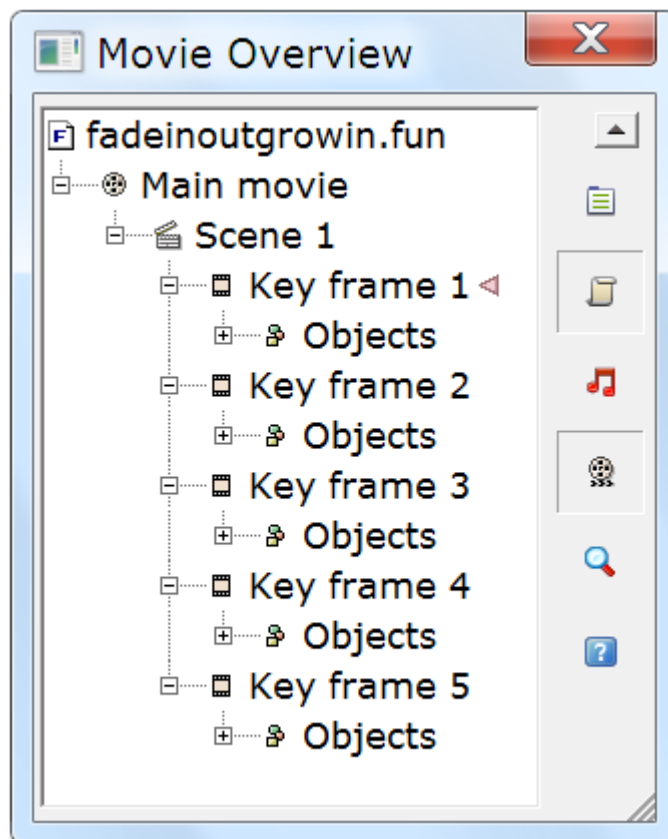 Movie Overview
fadeinoutgrowin.fun
Main movie
Scene 1
Key frame 1
Objects
Key frame 2
Objects
Key frame 3
Objects
Key frame 4
Objects
Key frame 5
Objects